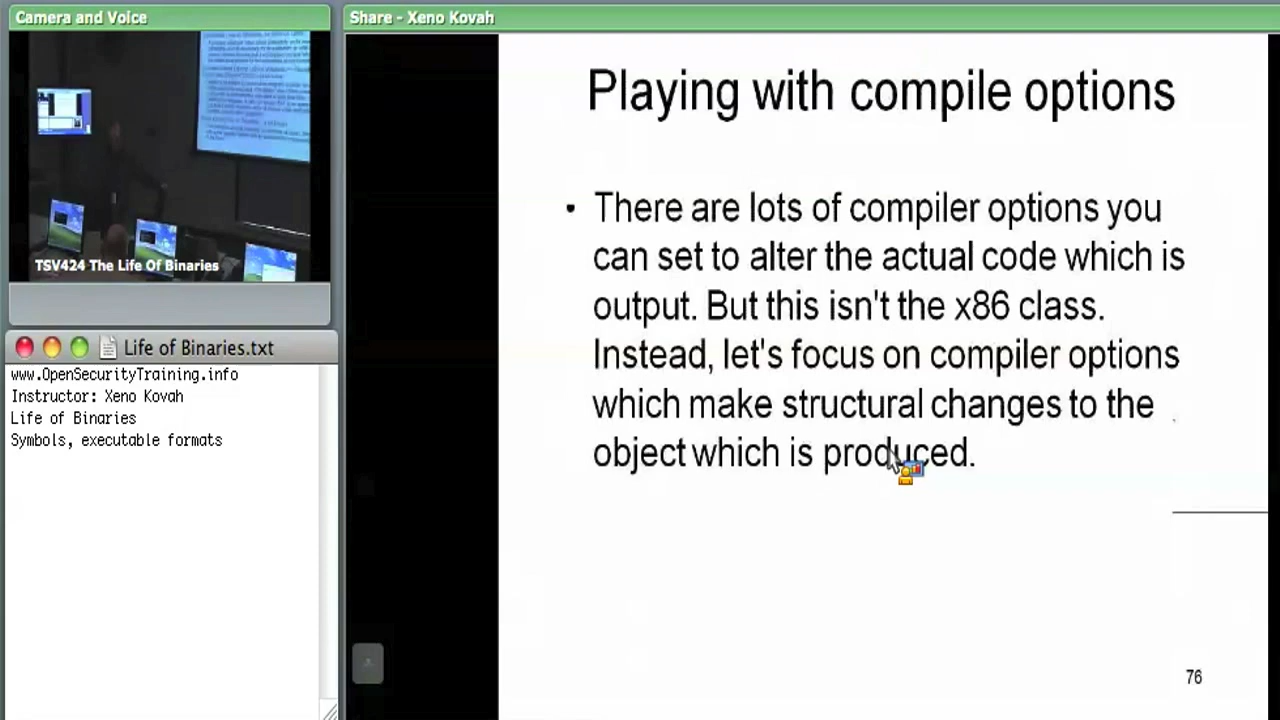 Camera and Voice
TSV424 The Life Of Binaries
Life of Binaries.txt
www.OpenSecurityTraining.info
Instructor: Xeno Kovah
Life of Binaries
Symbols, executable formats
Share - Xeno Kovah
Playing with compile options
• There are lots of compiler options you
can set to alter the actual code which is
output. But this isn't the x86 class.
Instead, let's focus on compiler options
which make structural changes to the
object which is produced.
76